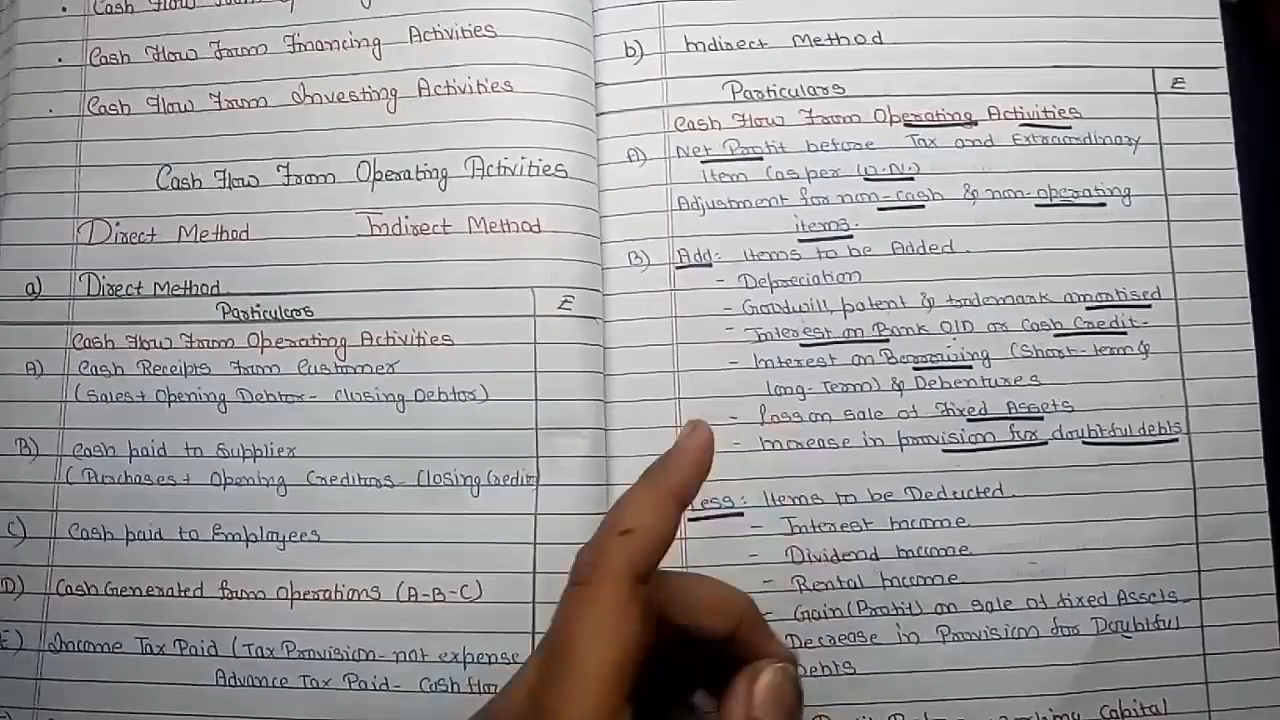 Cash Flow From
Cash Flow From Financing Activities
Cash Flow From Investing Activities
Cash Flow From Operating Activities
Direct Method Indirect Method
a) Direct Method
Particulars
Cash Flow From Operating Activities
A) Cash Receipts From Customer
(Sales + Opening Debtor - Closing Debtor)
B) Cash paid to Supplier
(Purchases + Opening Creditors - Closing Credit
C) Cash paid to Employees
D) Cash Generated form Operations (A-B-C)
E) Income Tax Paid (Tax Provision - not expense
Advance Tax Paid - Cash flo
b) Indirect Method
Particulars
Cash Flow From Operating Activities
A) Net Profit before Tax and Extraordinary
Item (as per W.N.)
Adjustment for non-cash & non-operating
items.
B) Add: Items to be Added.
- Depreciation
- Goodwill, patent & trademark amortised
- Interest on Bank O/D or Cash Credit-
- Interest on Borrowing (Short-term &
long-Term) & Debentures
- Loss on Sale of Fixed Assets
- Increase in provision for doubtful debts
Less: Items to be Deducted.
- Interest Income
- Dividend Income
- Rental Income
- Gain (Profit) on Sale of fixed Assets
Decrease in Provision for Doubtful
Debts
Capital